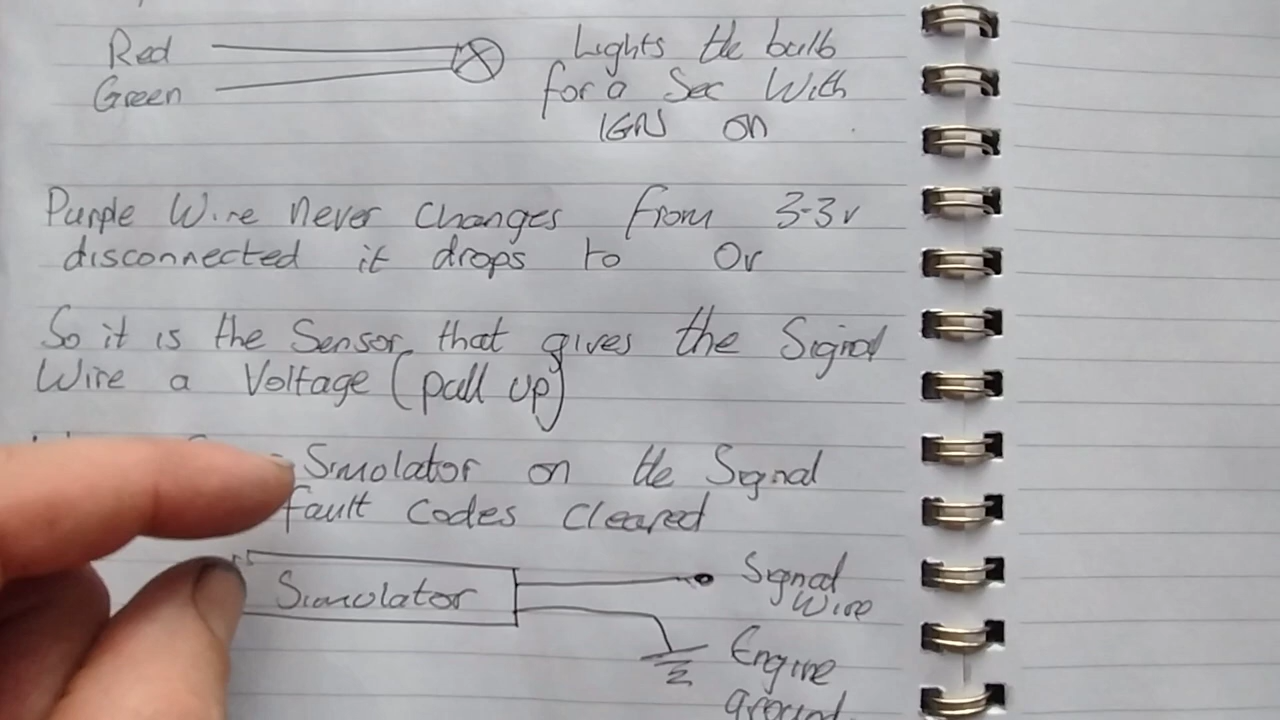 Red
Green
Lights the bulb
for a Sec With
IGN on
Purple Wire never Changes from 3-3v
disconnected it drops to 0v
So it is the Sensor that gives the Signal
Wire a Voltage (pull up)
Simulator on the Signal
fault Codes Cleared
Simulator
Signal
Wire
Engine
ground